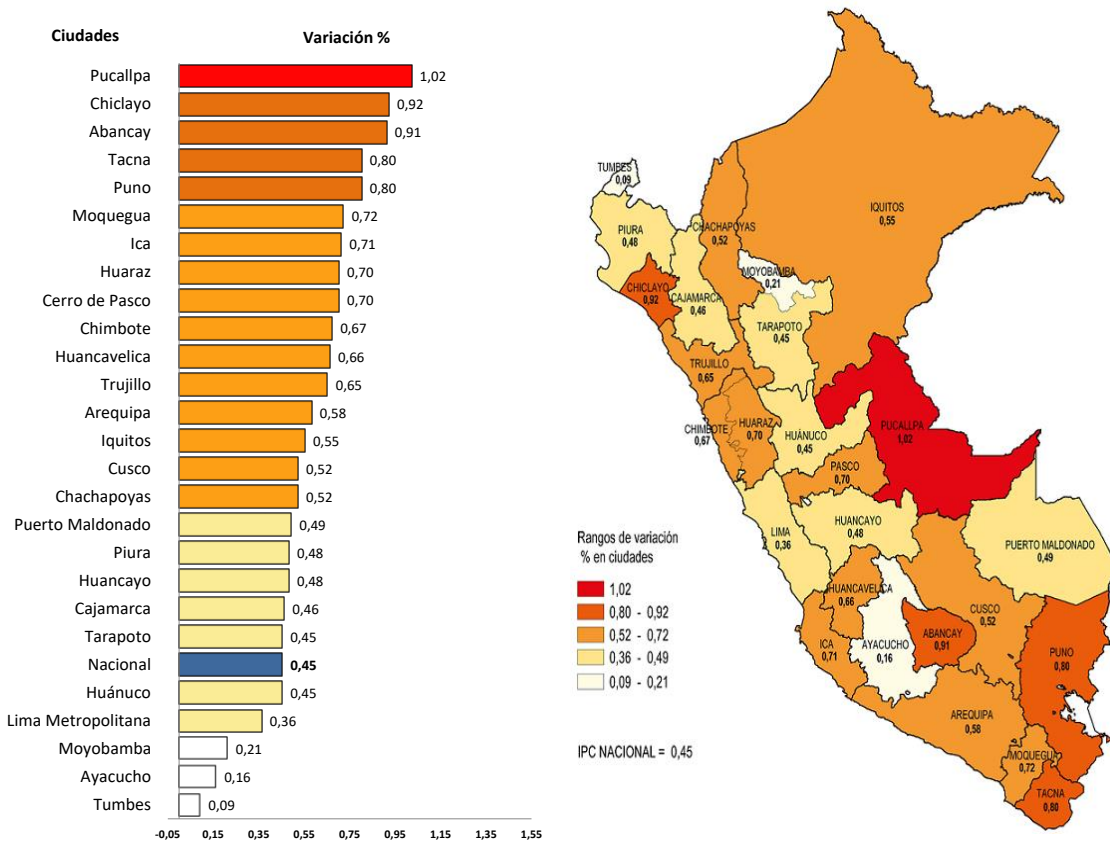 Ciudades Variación %
Pucallpa 1,02
Chiclayo 0,92
Abancay 0,91
Tacna 0,80
Puno 0,80
Moquegua 0,72
Ica 0,71
Huaraz 0,70
Cerro de Pasco 0,70
Chimbote 0,67
Huancavelica 0,66
Trujillo 0,65
Arequipa 0,58
Iquitos 0,55
Cusco 0,52
Chachapoyas 0,52
Puerto Maldonado 0,49
Piura 0,48
Huancayo 0,48
Cajamarca 0,46
Tarapoto 0,45
Nacional 0,45
Huánuco 0,45
Lima Metropolitana 0,36
Moyobamba 0,21
Ayacucho 0,16
Tumbes 0,09
-0,05 0,15 0,35 0,55 0,75 0,95 1,15 1,35 1,55
TUMBES
0,09
IQUITOS
0,55
PIURA
0,48
CHACHAPOYAS
0,52
MOYOBAMBA
0,21
CHICLAYO
0,92
CAJAMARCA
0,46
TARAPOTO
0,45
TRUJILLO
0,65
CHIMBOTE
0,67
HUARAZ
0,70
HUÁNUCO
0,45
PUCALLPA
1,02
PASCO
0,70
LIMA
0,36
HUANCAYO
0,48
PUERTO MALDONADO
0,49
HUANCAVELICA
0,66
CUSCO
0,52
ICA
0,71
AYACUCHO
0,16
ABANCAY
0,91
PUNO
0,80
AREQUIPA
0,58
MOQUEGUA
0,72
TACNA
0,80
Rangos de variación
% en ciudades
1,02
0,80 - 0,92
0,52 - 0,72
0,36 - 0,49
0,09 - 0,21
IPC NACIONAL = 0,45